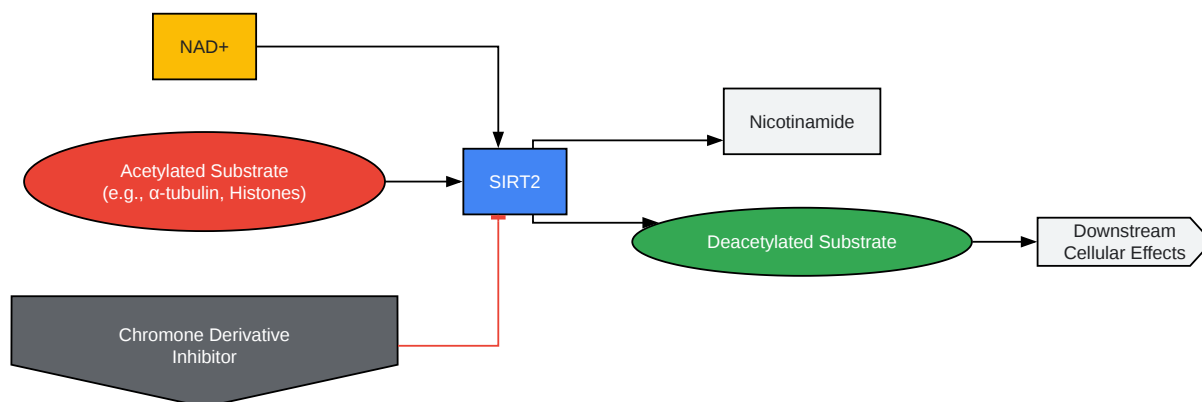 NAD+
Nicotinamide
Acetylated Substrate
(e.g., α-tubulin, Histones)
SIRT2
Deacetylated Substrate
Downstream
Cellular Effects
Chromone Derivative
Inhibitor